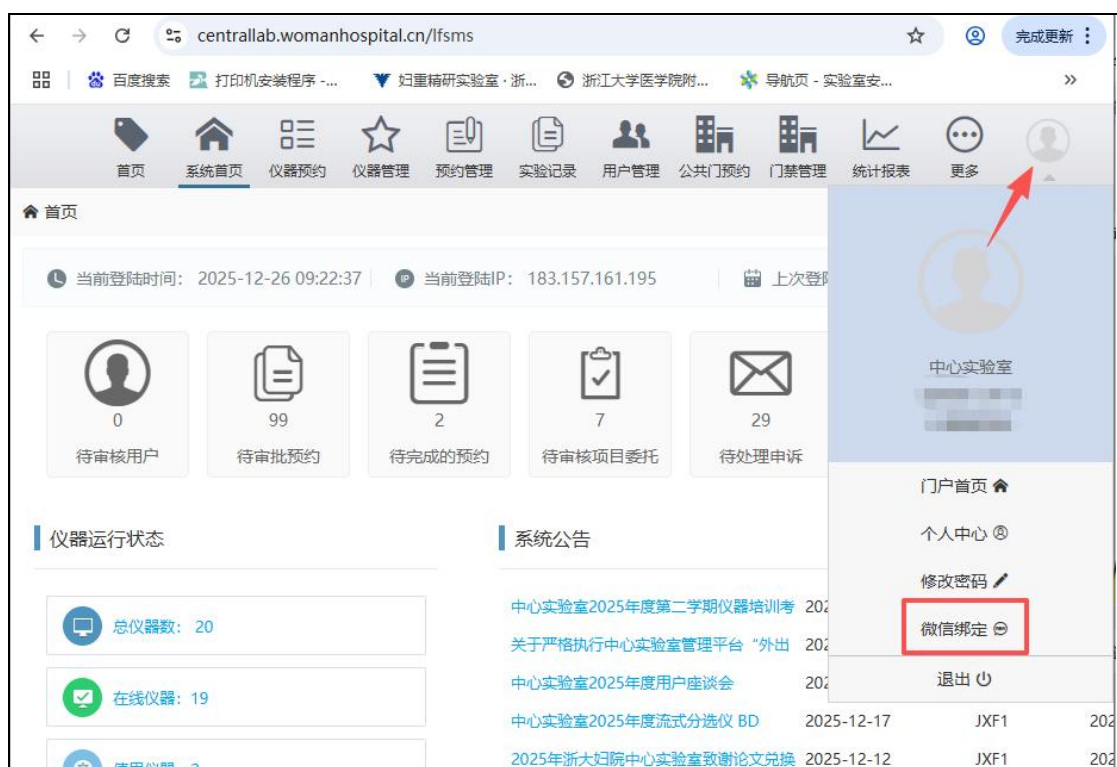 centrallab.womanhospital.cn/lfsms
完成更新
百度搜索 打印机安装程序 -... 妇重精研实验室 · 浙... 浙江大学医学院附... 导航页 - 实验室安... »
首页 系统首页 仪器预约 仪器管理 预约管理 实验记录 用户管理 公共门预约 门禁管理 统计报表 更多
首页
当前登陆时间: 2025-12-26 09:22:37 当前登陆IP: 183.157.161.195 上次登陆
中心实验室
0 99 2 7 29
待审核用户 待审批预约 待完成的预约 待审核项目委托 待处理申诉
门户首页
个人中心
修改密码
微信绑定
退出
仪器运行状态 系统公告
总仪器数: 20
在线仪器: 19
使用仪器: 2
中心实验室2025年度第二学期仪器培训考 202
关于严格执行中心实验室管理平台“外出 202
中心实验室2025年度用户座谈会 202
中心实验室2025年度流式分选仪 BD 2025-12-17 JXF1 202
2025年浙大妇院中心实验室致谢论文兑换 2025-12-12 JXF1 202